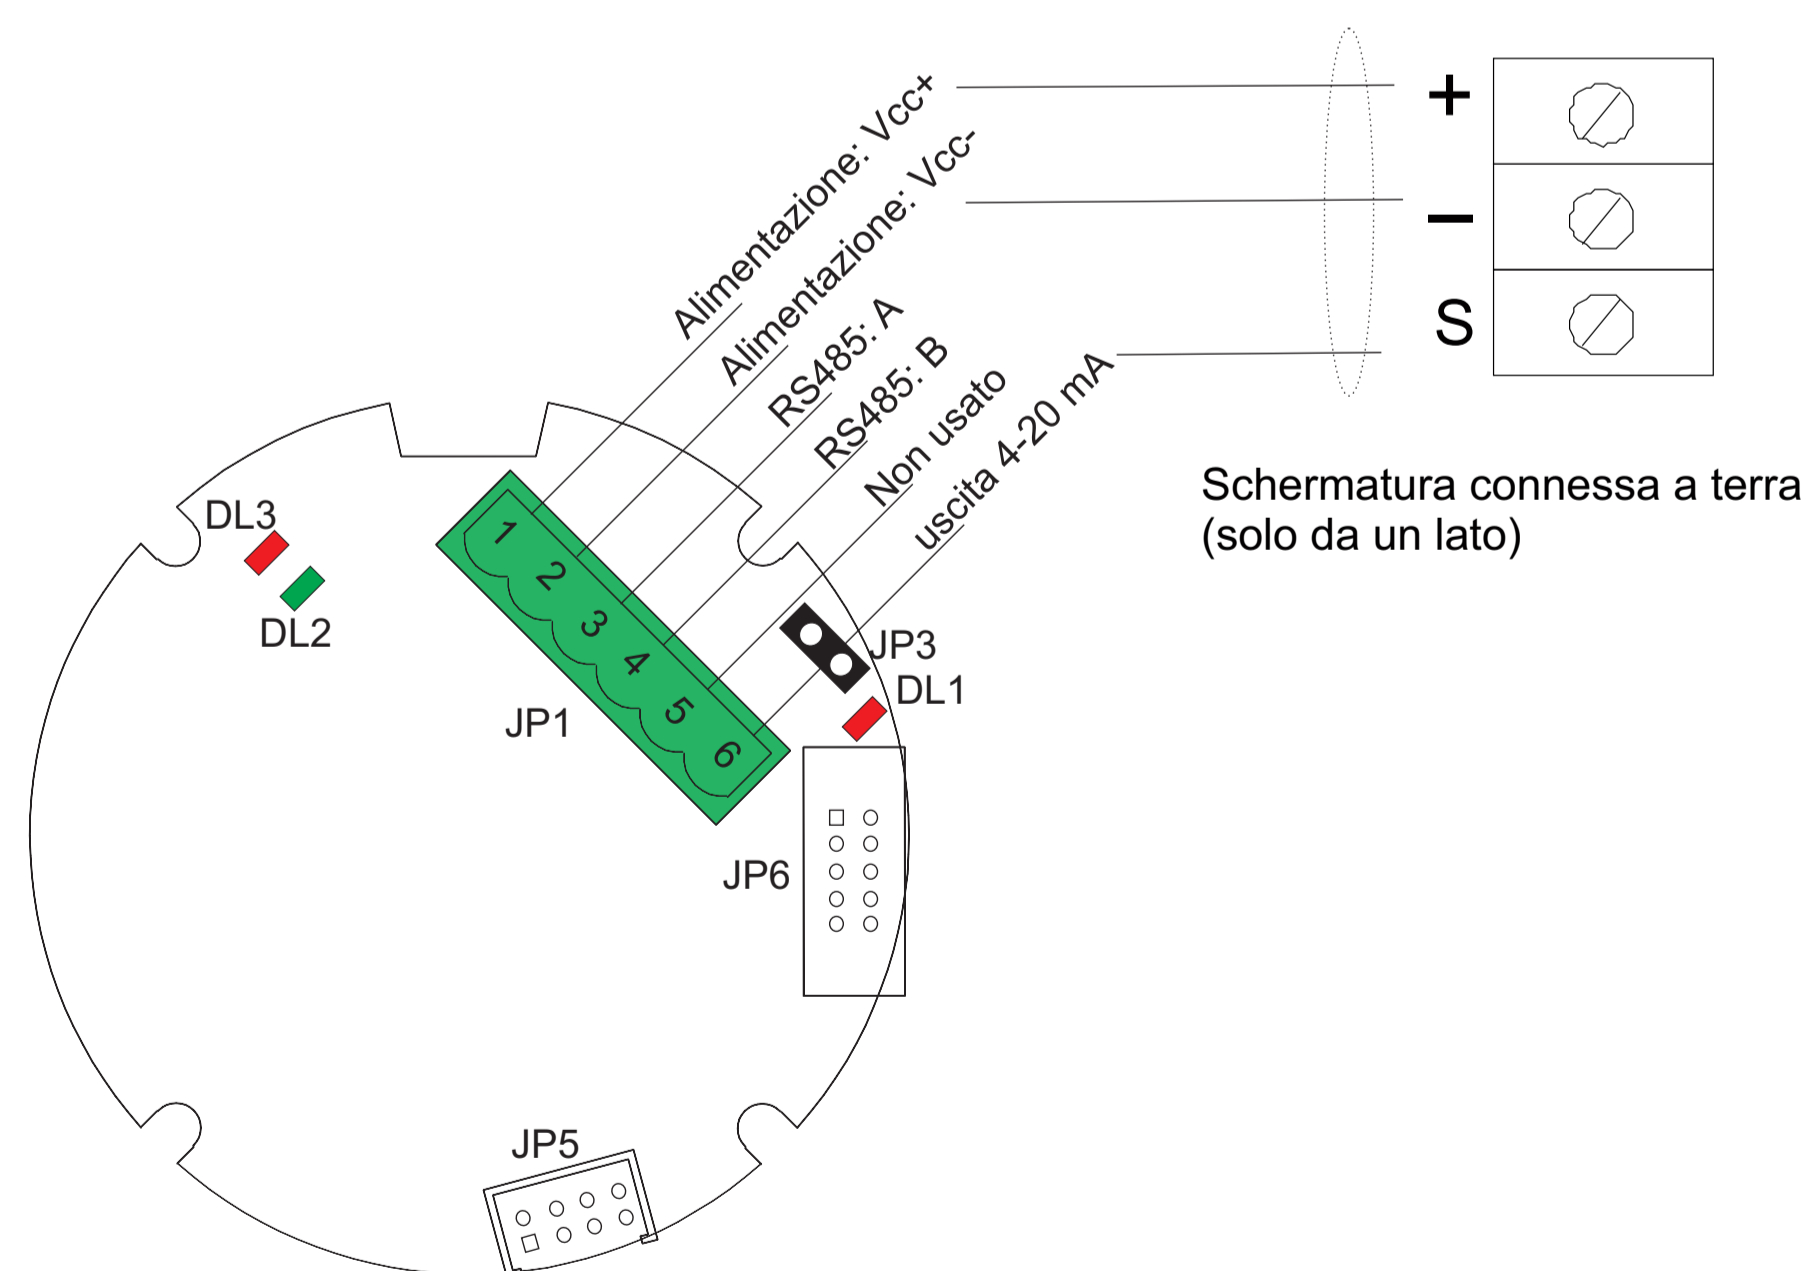 Alimentazione: Vcc+
Alimentazione: Vcc-
RS485: A
RS485: B
Non usato
uscita 4-20 mA
+
–
S
Schermatura connessa a terra
(solo da un lato)
DL3
DL2
1
2
3
4
5
6
JP1
JP3
DL1
JP6
JP5